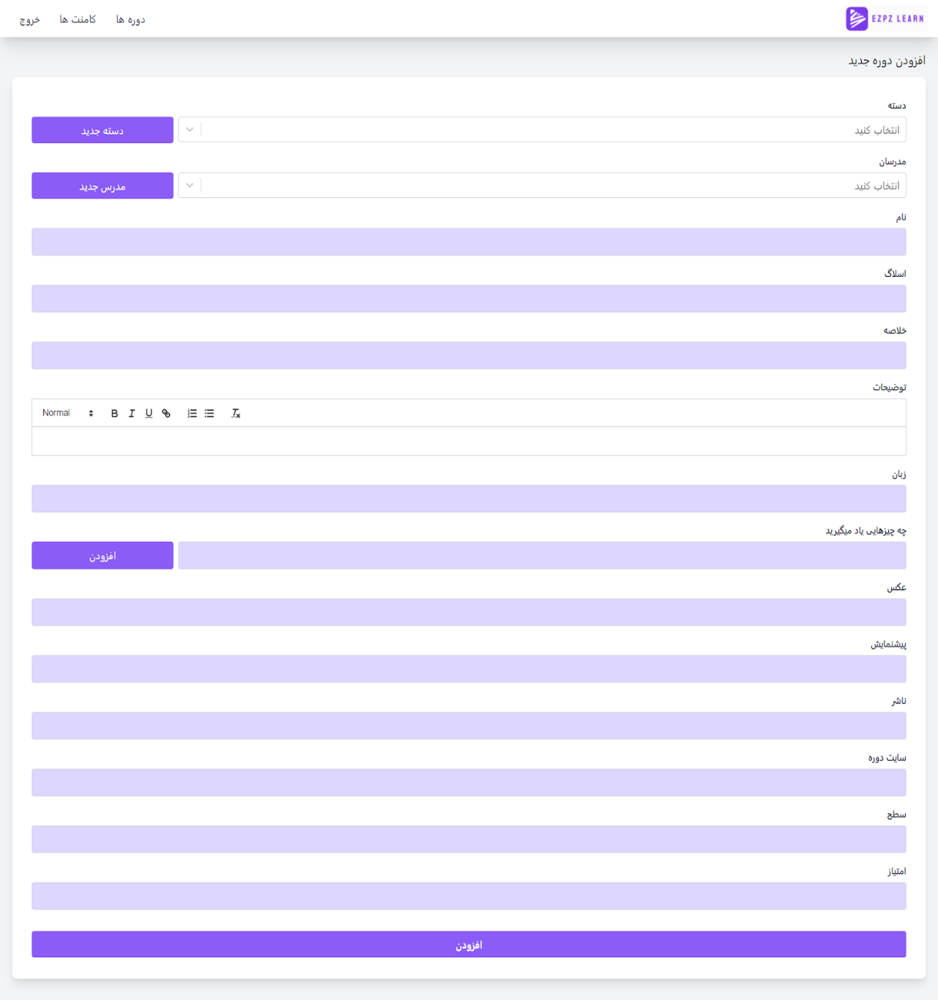 EZPZ LEARN
دوره ها
کامنت ها
خروج
افزودن دوره جدید
دسته
انتخاب کنید
دسته جدید
مدرسان
انتخاب کنید
مدرس جدید
نام
اسلاگ
خلاصه
توضیحات
Normal
زبان
چه چیزهایی یاد میگیرید
افزودن
عکس
پیشنمایش
ناشر
سایت دوره
سطح
امتیاز
افزودن